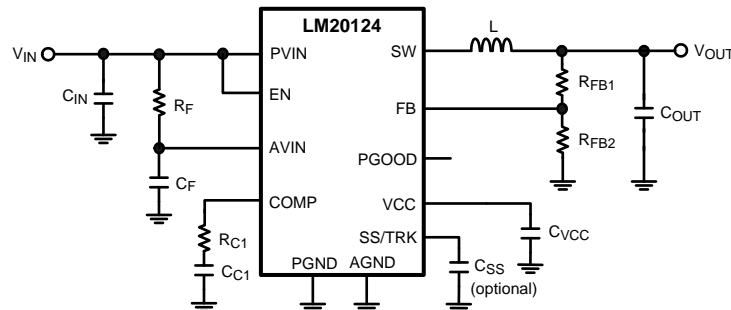 LM20124
VIN
PVIN
SW
L
VOUT
CIN
RF
EN
FB
RFB1
COUT
AVIN
PGOOD
RFB2
CF
COMP
VCC
RC1
SS/TRK
CVCC
CC1
PGND
AGND
CSS
(optional)